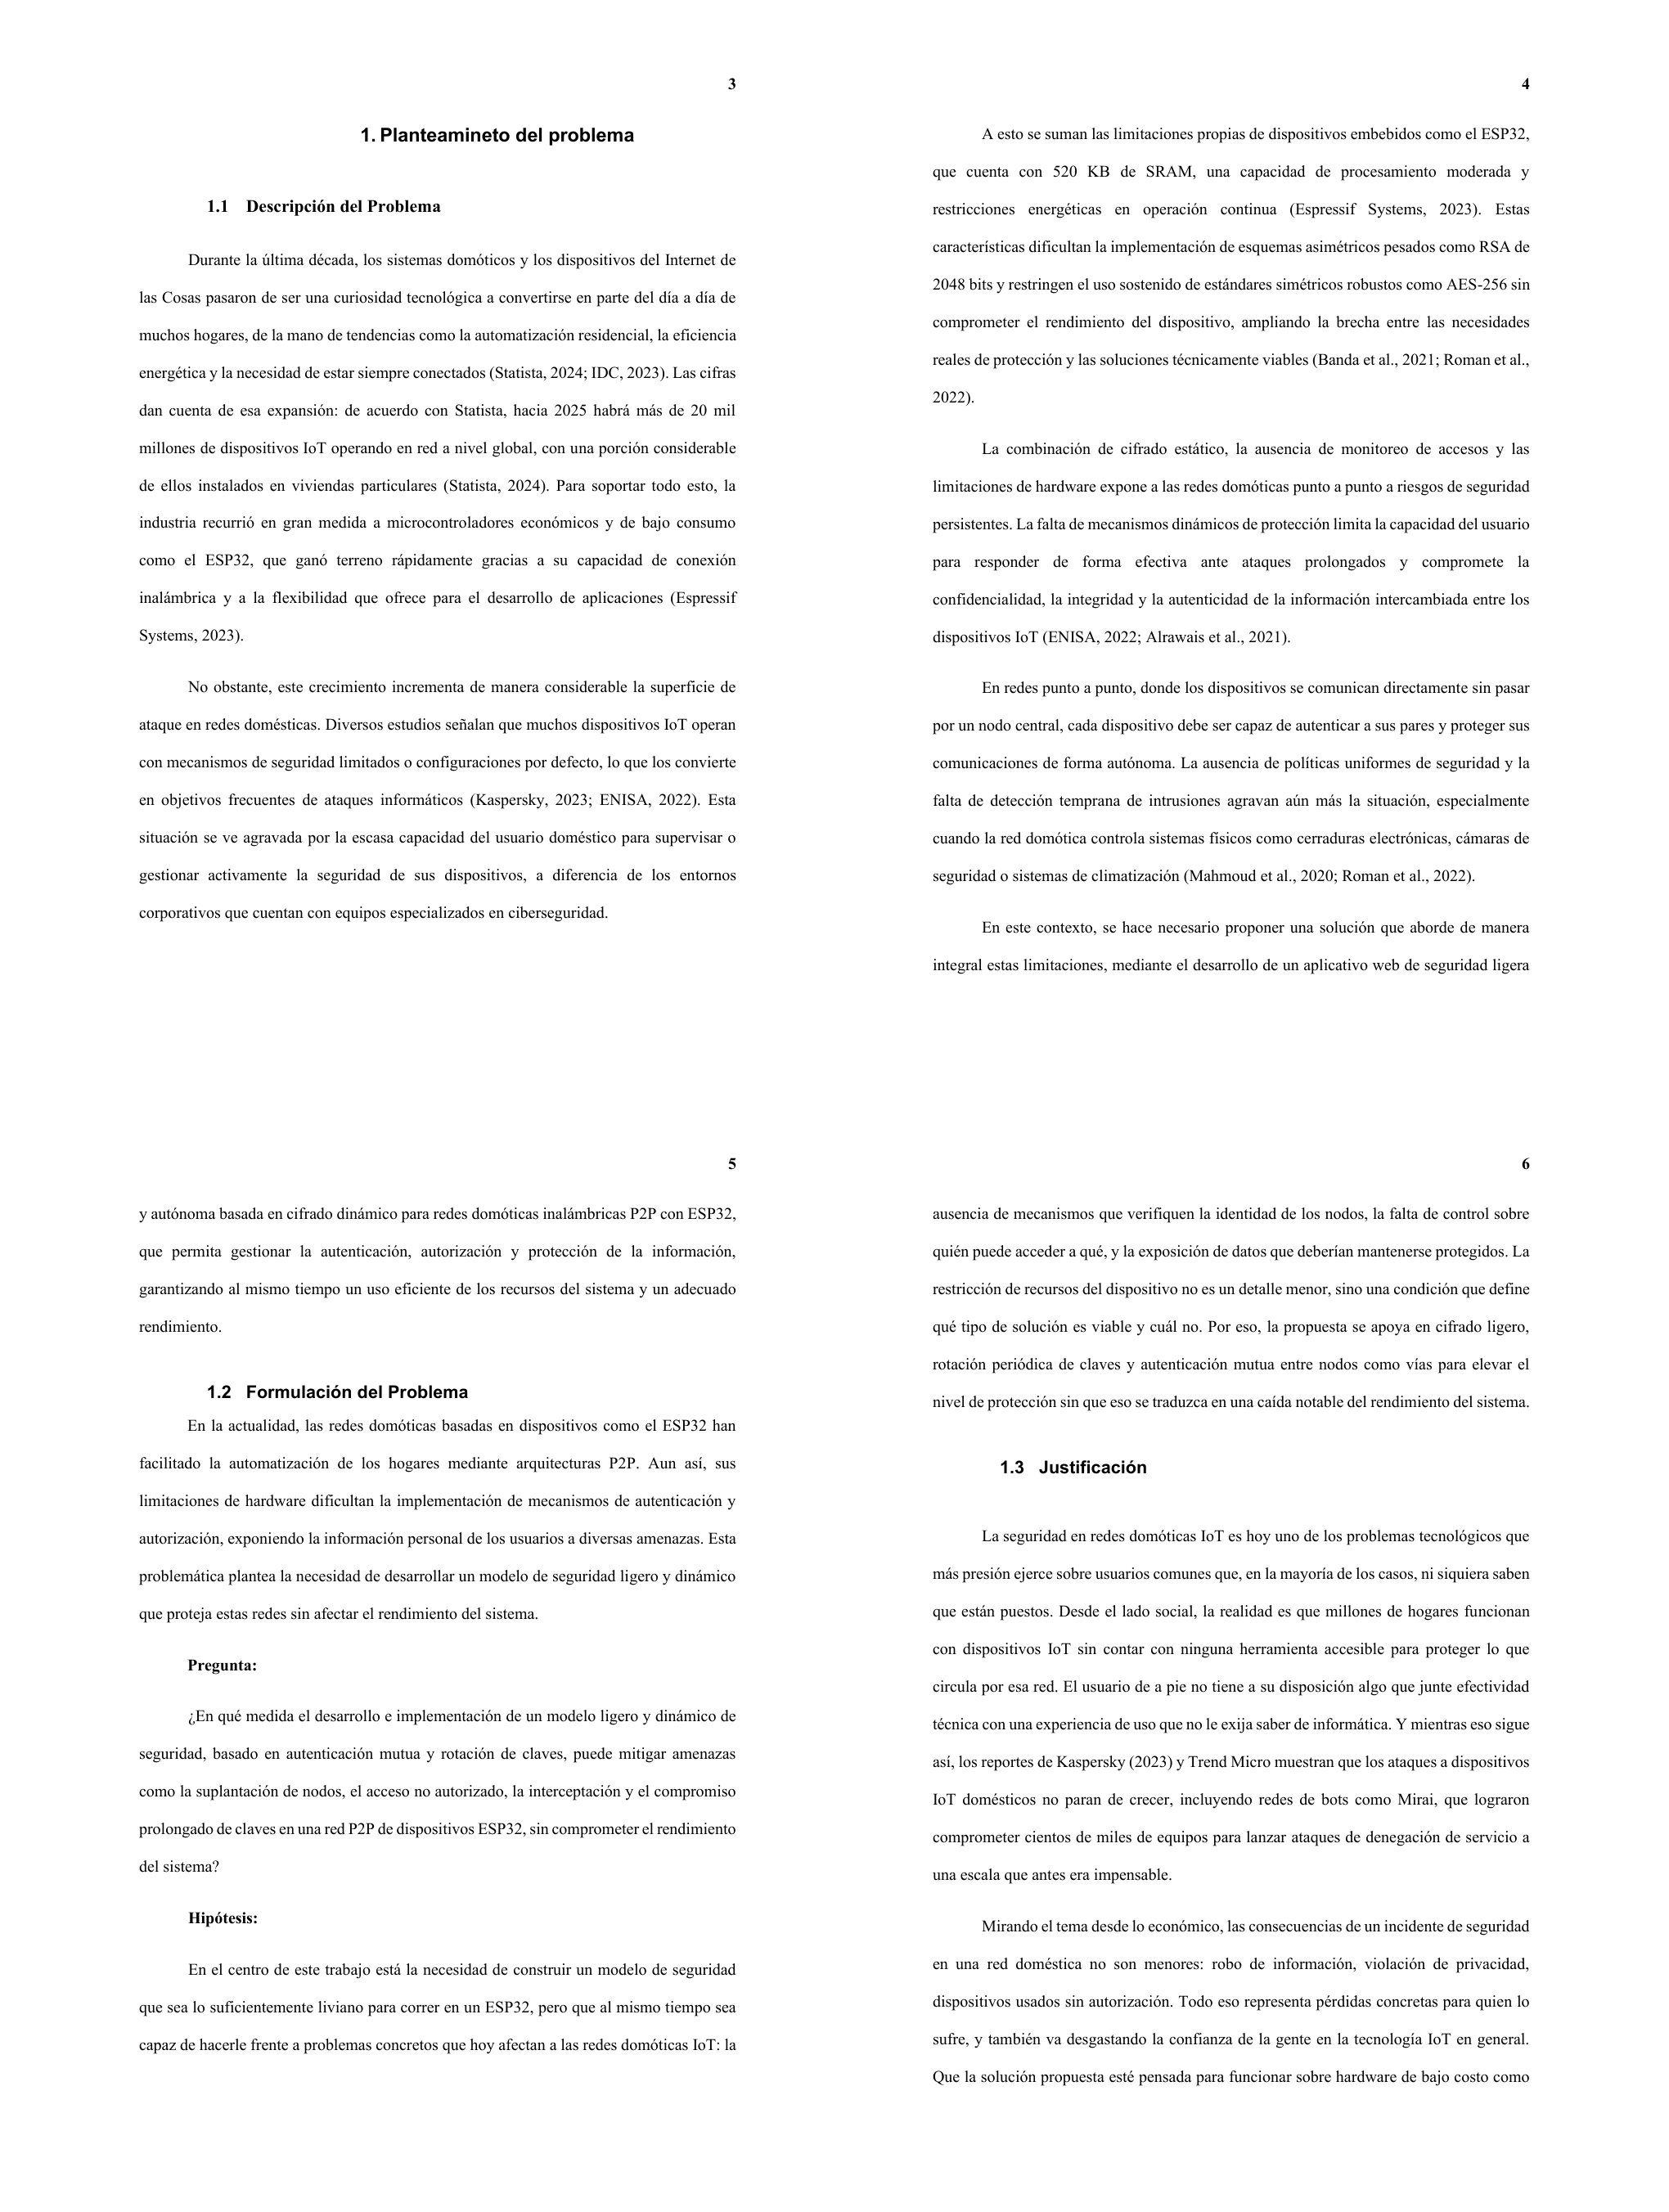 3
1. Planteamineto del problema
1.1 Descripción del Problema
Durante la última década, los sistemas domóticos y los dispositivos del Internet de
las Cosas pasaron de ser una curiosidad tecnológica a convertirse en parte del día a día de
muchos hogares, de la mano de tendencias como la automatización residencial, la eficiencia
energética y la necesidad de estar siempre conectados (Statista, 2024; IDC, 2023). Las cifras
dan cuenta de esa expansión: de acuerdo con Statista, hacia 2025 habrá más de 20 mil
millones de dispositivos IoT operando en red a nivel global, con una porción considerable
de ellos instalados en viviendas particulares (Statista, 2024). Para soportar todo esto, la
industria recurrió en gran medida a microcontroladores económicos y de bajo consumo
como el ESP32, que ganó terreno rápidamente gracias a su capacidad de conexión
inalámbrica y a la flexibilidad que ofrece para el desarrollo de aplicaciones (Espressif
Systems, 2023).
No obstante, este crecimiento incrementa de manera considerable la superficie de
ataque en redes domésticas. Diversos estudios señalan que muchos dispositivos IoT operan
con mecanismos de seguridad limitados o configuraciones por defecto, lo que los convierte
en objetivos frecuentes de ataques informáticos (Kaspersky, 2023; ENISA, 2022). Esta
situación se ve agravada por la escasa capacidad del usuario doméstico para supervisar o
gestionar activamente la seguridad de sus dispositivos, a diferencia de los entornos
corporativos que cuentan con equipos especializados en ciberseguridad.
4
A esto se suman las limitaciones propias de dispositivos embebidos como el ESP32,
que cuenta con 520 KB de SRAM, una capacidad de procesamiento moderada y
restricciones energéticas en operación continua (Espressif Systems, 2023). Estas
características dificultan la implementación de esquemas asimétricos pesados como RSA de
2048 bits y restringen el uso sostenido de estándares simétricos robustos como AES-256 sin
comprometer el rendimiento del dispositivo, ampliando la brecha entre las necesidades
reales de protección y las soluciones técnicamente viables (Banda et al., 2021; Roman et al.,
2022).
La combinación de cifrado estático, la ausencia de monitoreo de accesos y las
limitaciones de hardware expone a las redes domóticas punto a punto a riesgos de seguridad
persistentes. La falta de mecanismos dinámicos de protección limita la capacidad del usuario
para responder de forma efectiva ante ataques prolongados y compromete la
confidencialidad, la integridad y la autenticidad de la información intercambiada entre los
dispositivos IoT (ENISA, 2022; Alrawais et al., 2021).
En redes punto a punto, donde los dispositivos se comunican directamente sin pasar
por un nodo central, cada dispositivo debe ser capaz de autenticar a sus pares y proteger sus
comunicaciones de forma autónoma. La ausencia de políticas uniformes de seguridad y la
falta de detección temprana de intrusiones agravan aún más la situación, especialmente
cuando la red domótica controla sistemas físicos como cerraduras electrónicas, cámaras de
seguridad o sistemas de climatización (Mahmoud et al., 2020; Roman et al., 2022).
En este contexto, se hace necesario proponer una solución que aborde de manera
integral estas limitaciones, mediante el desarrollo de un aplicativo web de seguridad ligera
5
y autónoma basada en cifrado dinámico para redes domóticas inalámbricas P2P con ESP32,
que permita gestionar la autenticación, autorización y protección de la información,
garantizando al mismo tiempo un uso eficiente de los recursos del sistema y un adecuado
rendimiento.
1.2 Formulación del Problema
En la actualidad, las redes domóticas basadas en dispositivos como el ESP32 han
facilitado la automatización de los hogares mediante arquitecturas P2P. Aun así, sus
limitaciones de hardware dificultan la implementación de mecanismos de autenticación y
autorización, exponiendo la información personal de los usuarios a diversas amenazas. Esta
problemática plantea la necesidad de desarrollar un modelo de seguridad ligero y dinámico
que proteja estas redes sin afectar el rendimiento del sistema.
Pregunta:
¿En qué medida el desarrollo e implementación de un modelo ligero y dinámico de
seguridad, basado en autenticación mutua y rotación de claves, puede mitigar amenazas
como la suplantación de nodos, el acceso no autorizado, la interceptación y el compromiso
prolongado de claves en una red P2P de dispositivos ESP32, sin comprometer el rendimiento
del sistema?
Hipótesis:
En el centro de este trabajo está la necesidad de construir un modelo de seguridad
que sea lo suficientemente liviano para correr en un ESP32, pero que al mismo tiempo sea
capaz de hacerle frente a problemas concretos que hoy afectan a las redes domóticas IoT: la
6
ausencia de mecanismos que verifiquen la identidad de los nodos, la falta de control sobre
quién puede acceder a qué, y la exposición de datos que deberían mantenerse protegidos. La
restricción de recursos del dispositivo no es un detalle menor, sino una condición que define
qué tipo de solución es viable y cuál no. Por eso, la propuesta se apoya en cifrado ligero,
rotación periódica de claves y autenticación mutua entre nodos como vías para elevar el
nivel de protección sin que eso se traduzca en una caída notable del rendimiento del sistema.
1.3 Justificación
La seguridad en redes domóticas IoT es hoy uno de los problemas tecnológicos que
más presión ejerce sobre usuarios comunes que, en la mayoría de los casos, ni siquiera saben
que están puestos. Desde el lado social, la realidad es que millones de hogares funcionan
con dispositivos IoT sin contar con ninguna herramienta accesible para proteger lo que
circula por esa red. El usuario de a pie no tiene a su disposición algo que junte efectividad
técnica con una experiencia de uso que no le exija saber de informática. Y mientras eso sigue
así, los reportes de Kaspersky (2023) y Trend Micro muestran que los ataques a dispositivos
IoT domésticos no paran de crecer, incluyendo redes de bots como Mirai, que lograron
comprometer cientos de miles de equipos para lanzar ataques de denegación de servicio a
una escala que antes era impensable.
Mirando el tema desde lo económico, las consecuencias de un incidente de seguridad
en una red doméstica no son menores: robo de información, violación de privacidad,
dispositivos usados sin autorización. Todo eso representa pérdidas concretas para quien lo
sufre, y también va desgastando la confianza de la gente en la tecnología IoT en general.
Que la solución propuesta esté pensada para funcionar sobre hardware de bajo costo como